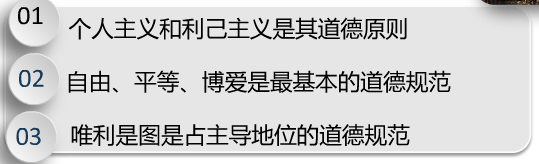 01 个人主义和利己主义是其道德原则
02 自由、平等、博爱是最基本的道德规范
03 唯利是图是占主导地位的道德规范